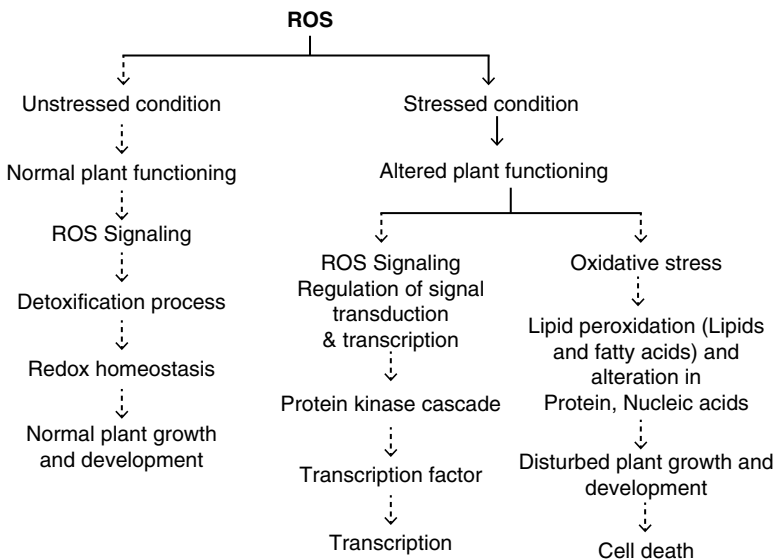 ROS
Unstressed condition
Normal plant functioning
ROS Signaling
Detoxification process
Redox homeostasis
Normal plant growth
and development
Stressed condition
Altered plant functioning
ROS Signaling
Regulation of signal
transduction
& transcription
Protein kinase cascade
Transcription factor
Transcription
Oxidative stress
Lipid peroxidation (Lipids
and fatty acids) and
alteration in
Protein, Nucleic acids
Disturbed plant growth and
development
Cell death